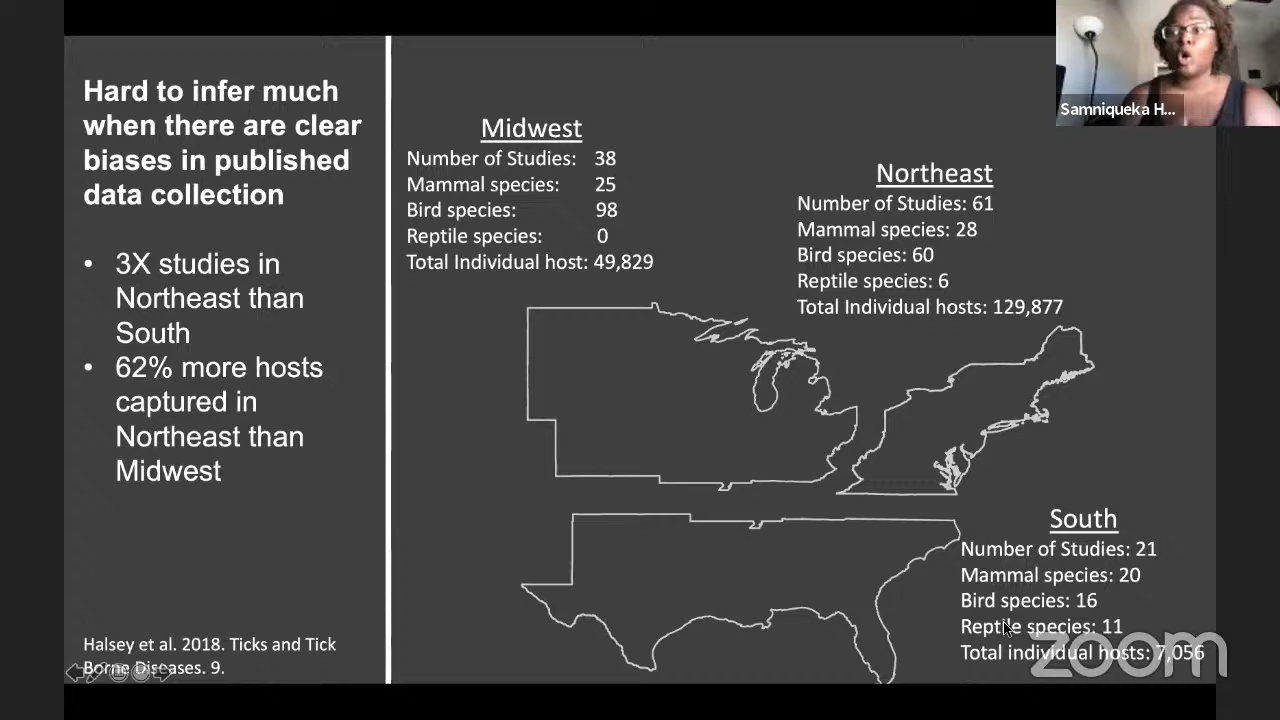 Hard to infer much
when there are clear
biases in published
data collection
• 3X studies in
Northeast than
South
• 62% more hosts
captured in
Northeast than
Midwest
Halsey et al. 2018. Ticks and Tick
Borne Diseases. 9.
Midwest
Number of Studies: 38
Mammal species: 25
Bird species: 98
Reptile species: 0
Total Individual host: 49,829
Northeast
Number of Studies: 61
Mammal species: 28
Bird species: 60
Reptile species: 6
Total Individual hosts: 129,877
South
Number of Studies: 21
Mammal species: 20
Bird species: 16
Reptile species: 11
Total individual hosts: 7,056
Samniqueka H...
zoom